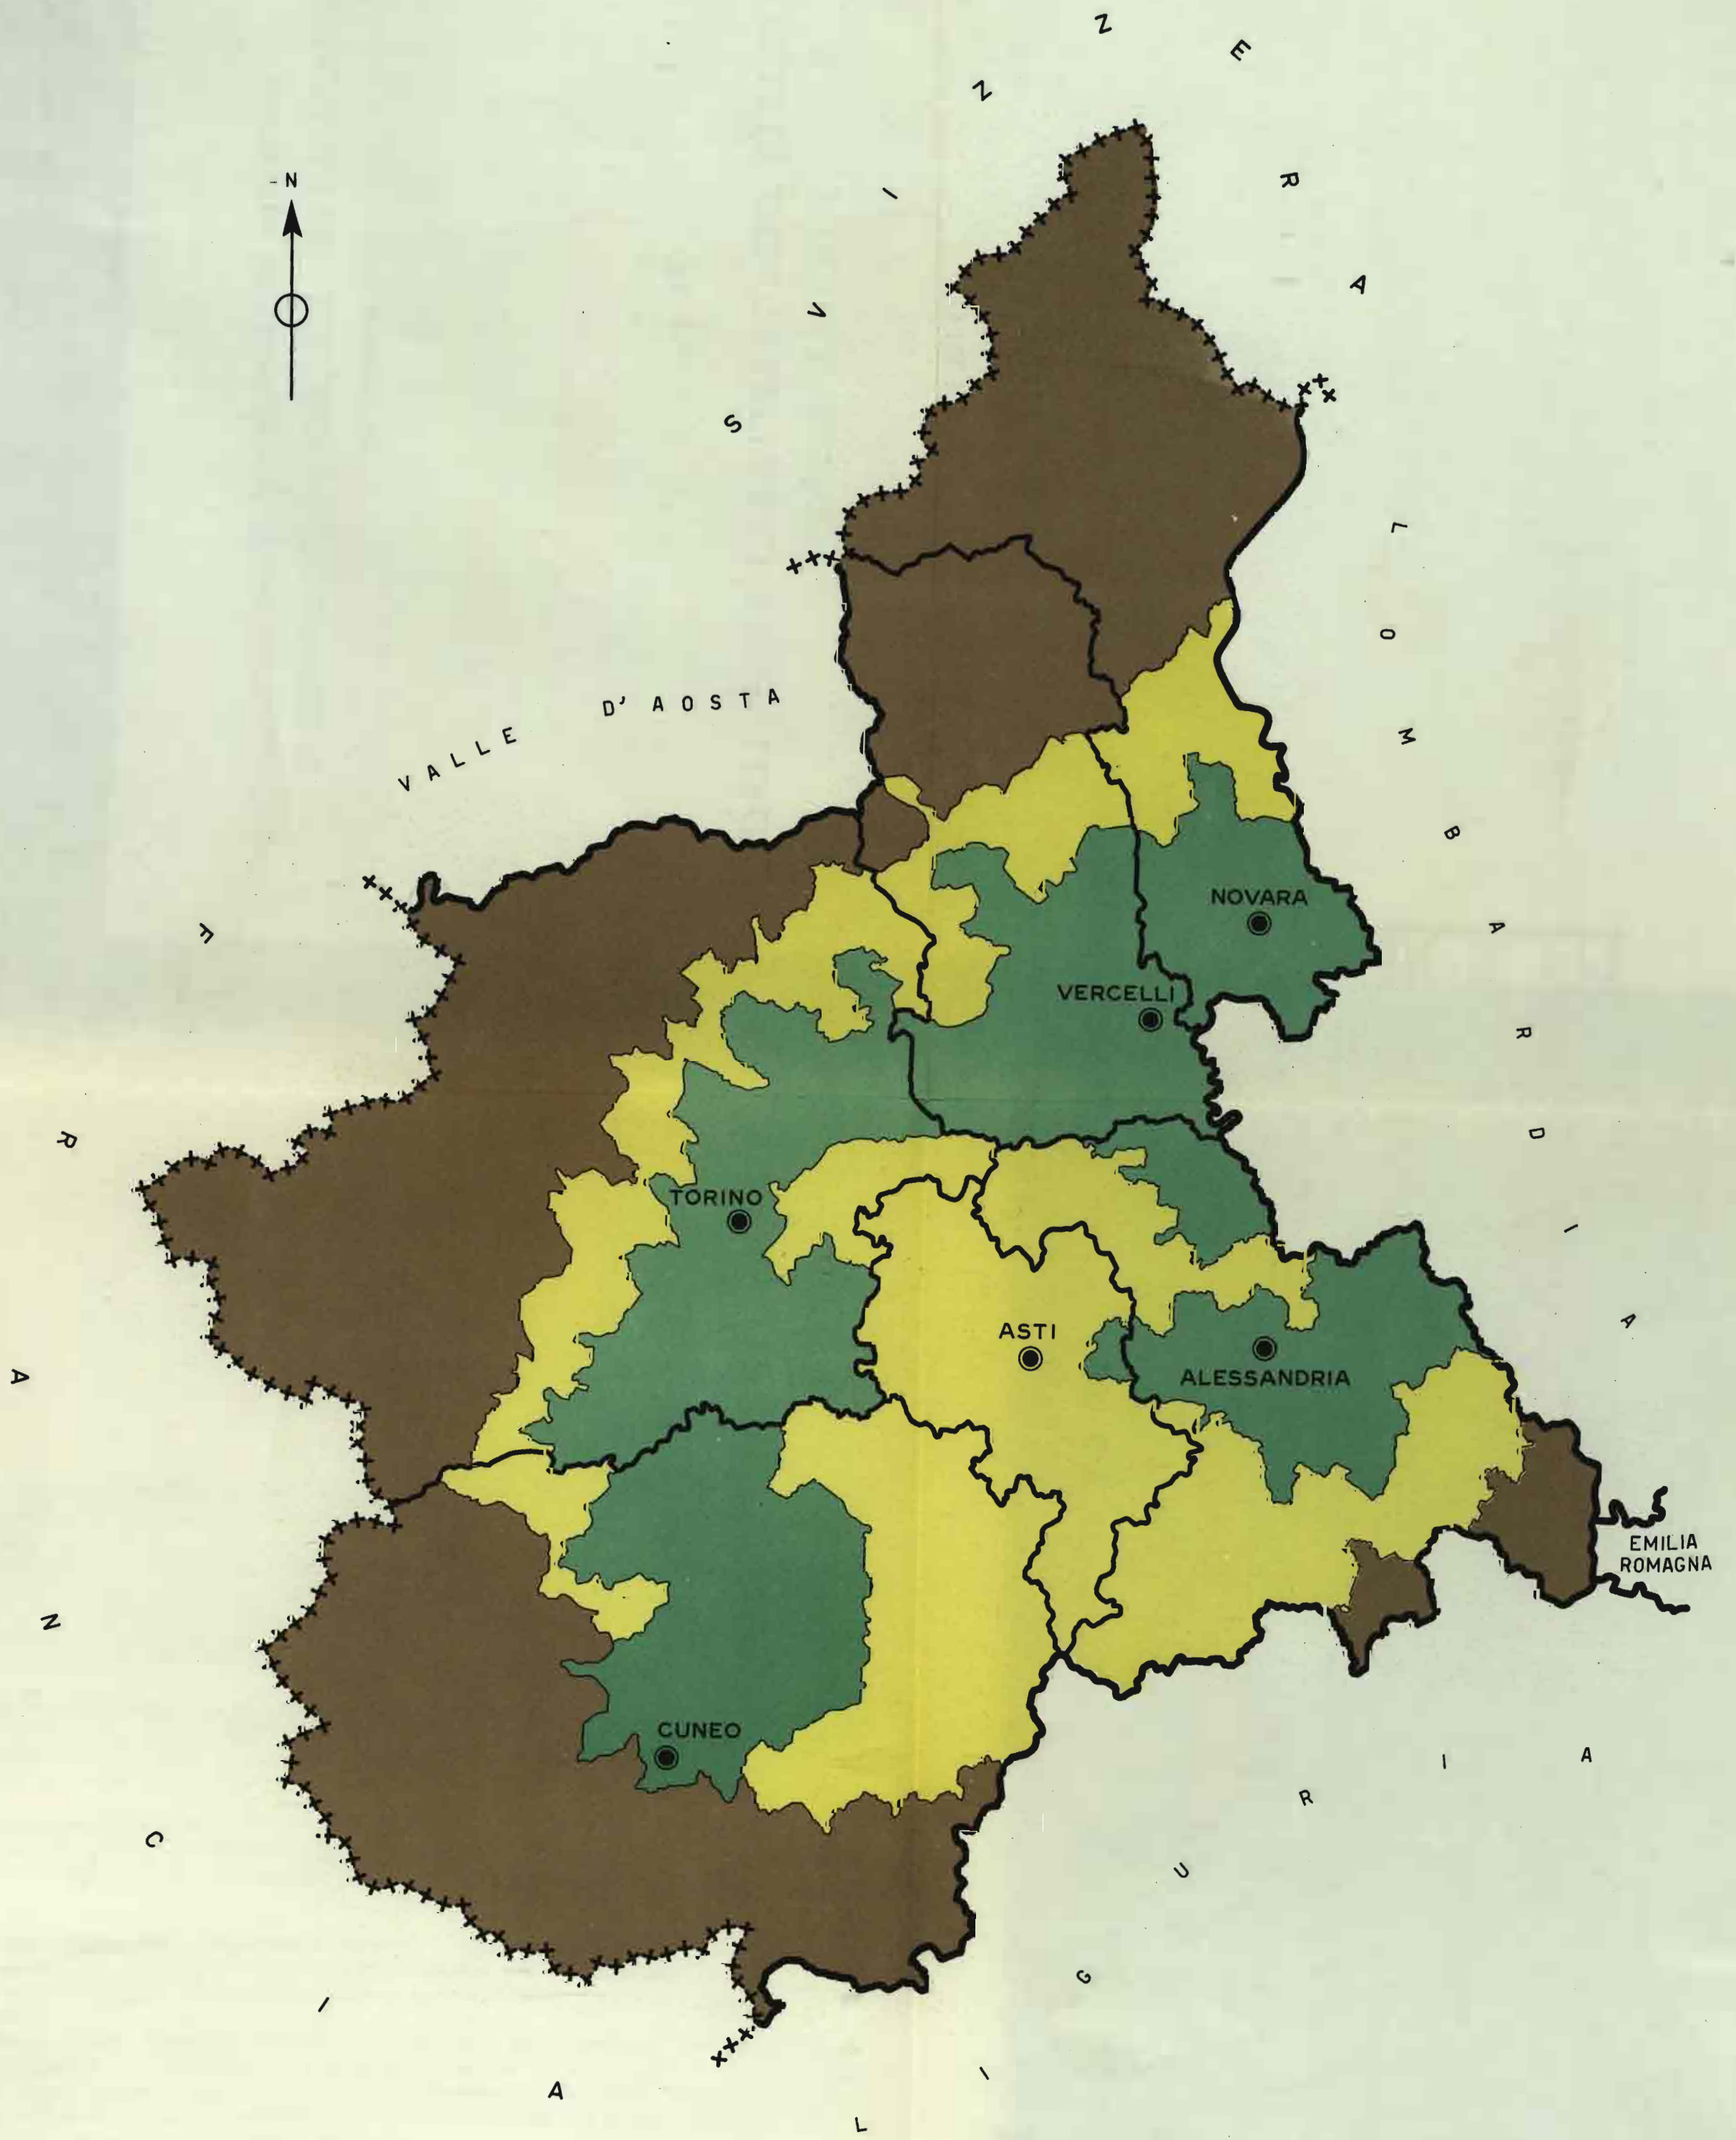 SVIZZERA
N
LOMBARDIA
VALLE D'AOSTA
NOVARA
FRANCIA
VERCELLI
TORINO
ASTI
ALESSANDRIA
EMILIA
ROMAGNA
CUNEO
LIGURIA